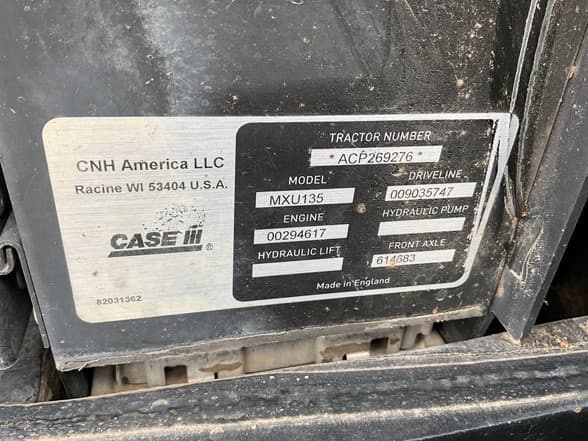 CNH America LLC
Racine WI 53404 U.S.A.
CASE III
®
82031362
TRACTOR NUMBER
* ACP269276 *
MODEL
MXU135
DRIVELINE
009035747
ENGINE
00294617
HYDRAULIC PUMP
HYDRAULIC LIFT
FRONT AXLE
614683
Made in England